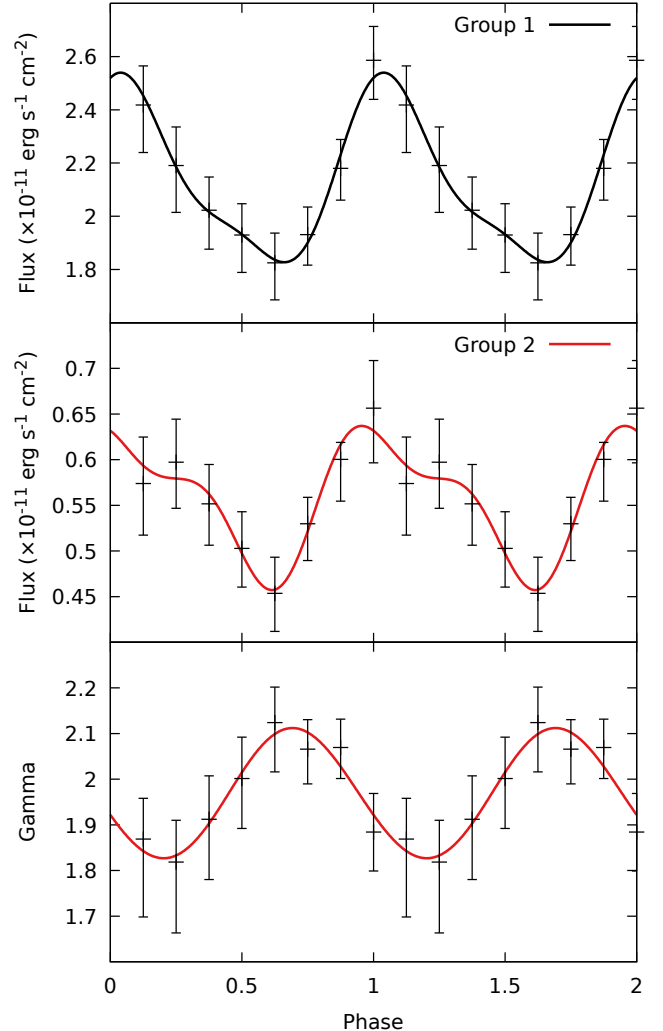 Group 1
Flux (×10⁻¹¹ erg s⁻¹ cm⁻²)
2.6
2.4
2.2
2
1.8
Group 2
Flux (×10⁻¹¹ erg s⁻¹ cm⁻²)
0.7
0.65
0.6
0.55
0.5
0.45
Gamma
2.2
2.1
2
1.9
1.8
1.7
0 0.5 1 1.5 2
Phase